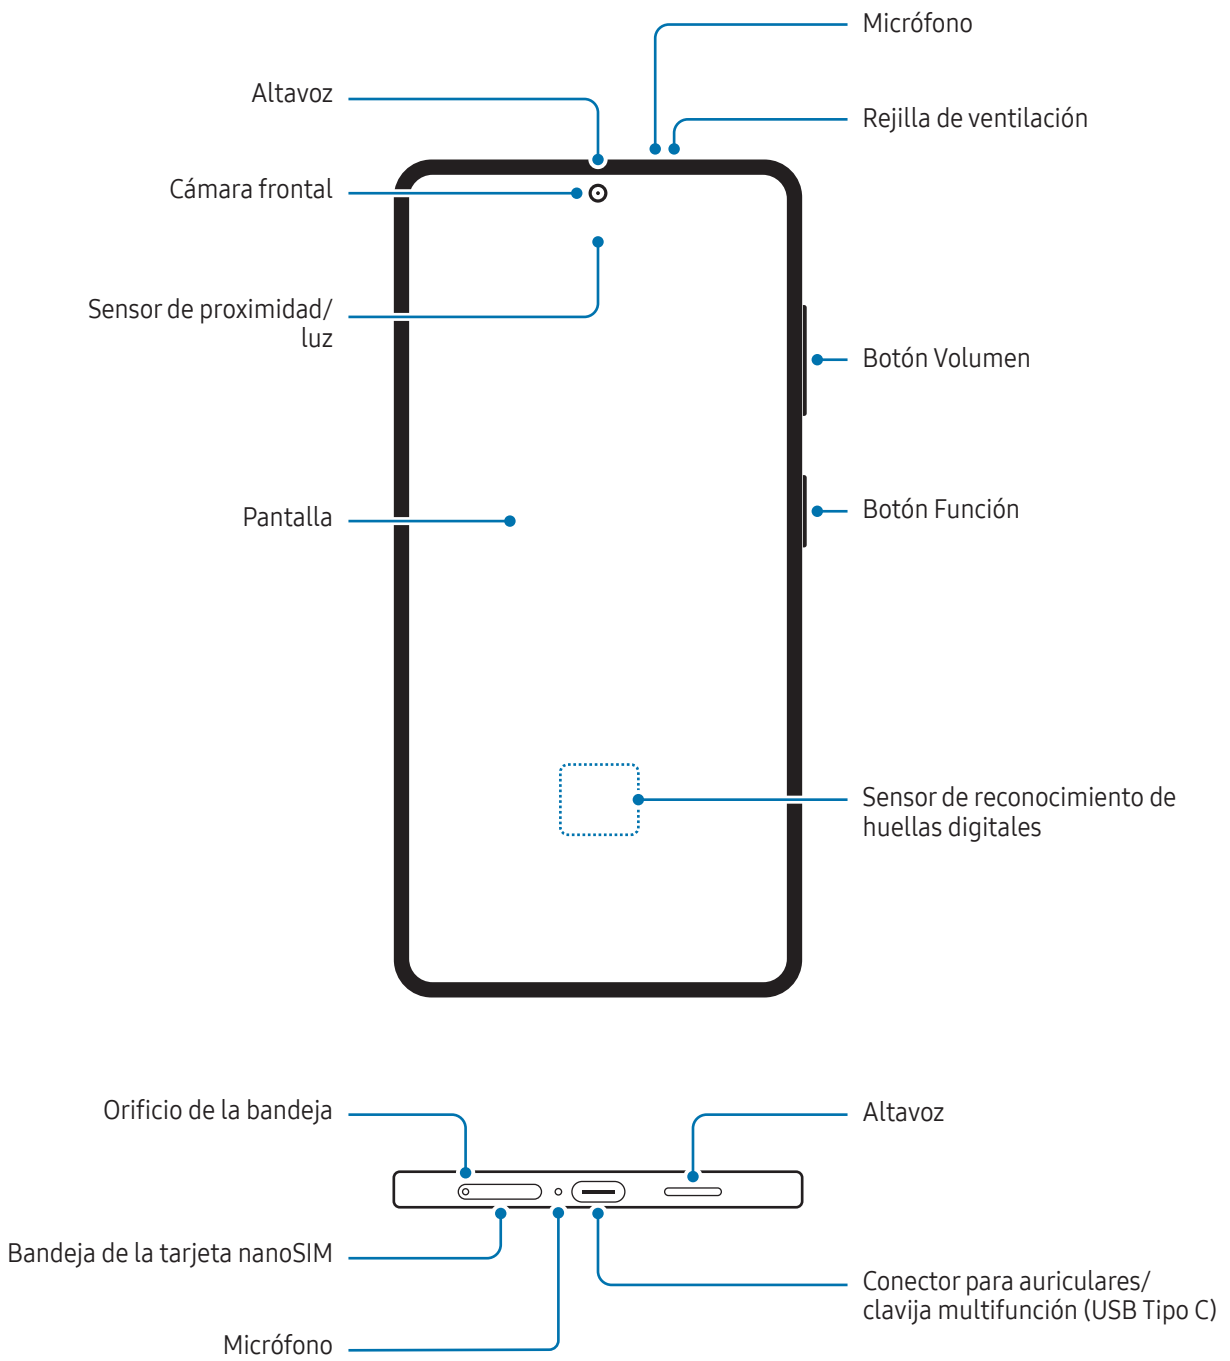 Micrófono
Altavoz
Rejilla de ventilación
Cámara frontal
Sensor de proximidad/
luz
Botón Volumen
Botón Función
Pantalla
Sensor de reconocimiento de
huellas digitales
Orificio de la bandeja
Altavoz
Bandeja de la tarjeta nanoSIM
Conector para auriculares/
clavija multifunción (USB Tipo C)
Micrófono